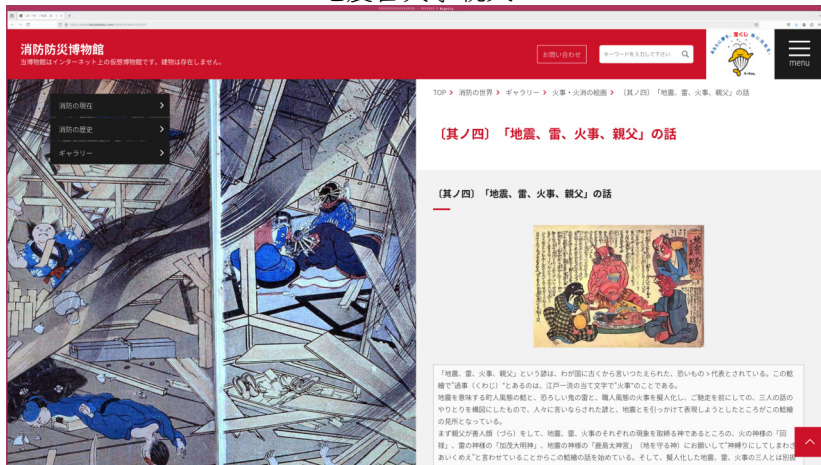 消防防災博物館
当博物館はインターネット上の仮想博物館です。建物は存在しません。
お問い合わせ
キーワードを入力して下さい
宝くじ
menu
消防の現在
消防の歴史
ギャラリー
TOP > 消防の世界 > ギャラリー > 火事・火消の絵画 > 〔其ノ四〕「地震、雷、火事、親父」の話
〔其ノ四〕「地震、雷、火事、親父」の話
〔其ノ四〕「地震、雷、火事、親父」の話
「地震、雷、火事、親父」という諺は、わが国に古くから言いつたえられた、恐いものゝ代表とされている。この鯰
繪で"過事（くわじ）"とあるのは、江戸一流の当て文字で"火事"のことである。
地震を意味する町人風態の鯰と、恐ろしい鬼の雷と、職人風態の火事を擬人化し、ご馳走を前にしての、三人の話の
やりとりを構図にしたもので、人々に言いならされた諺と、地震とを引っかけて表現しようとしたところがこの鯰繪
の見所となっている。
まず親父が善人顔（づら）をして、地震、雷、火事のそれぞれの現象を取締る神であるところの、火の神様の「回
禄」、雷の神様の「加茂大明神」、地震の神様の「鹿島太神宮」（地を守る神）にお願いして"神縛りにしてしまわさ
あいくめえ"と言わせていることからこの鯰繪の話を始めている。そして、擬人化した地震、雷、火事の三人とは別扱